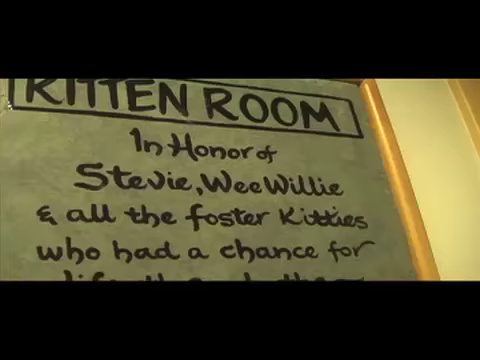 KITTEN ROOM
In Honor of
Stevie, Wee Willie
& all the foster Kitties
who had a chance for